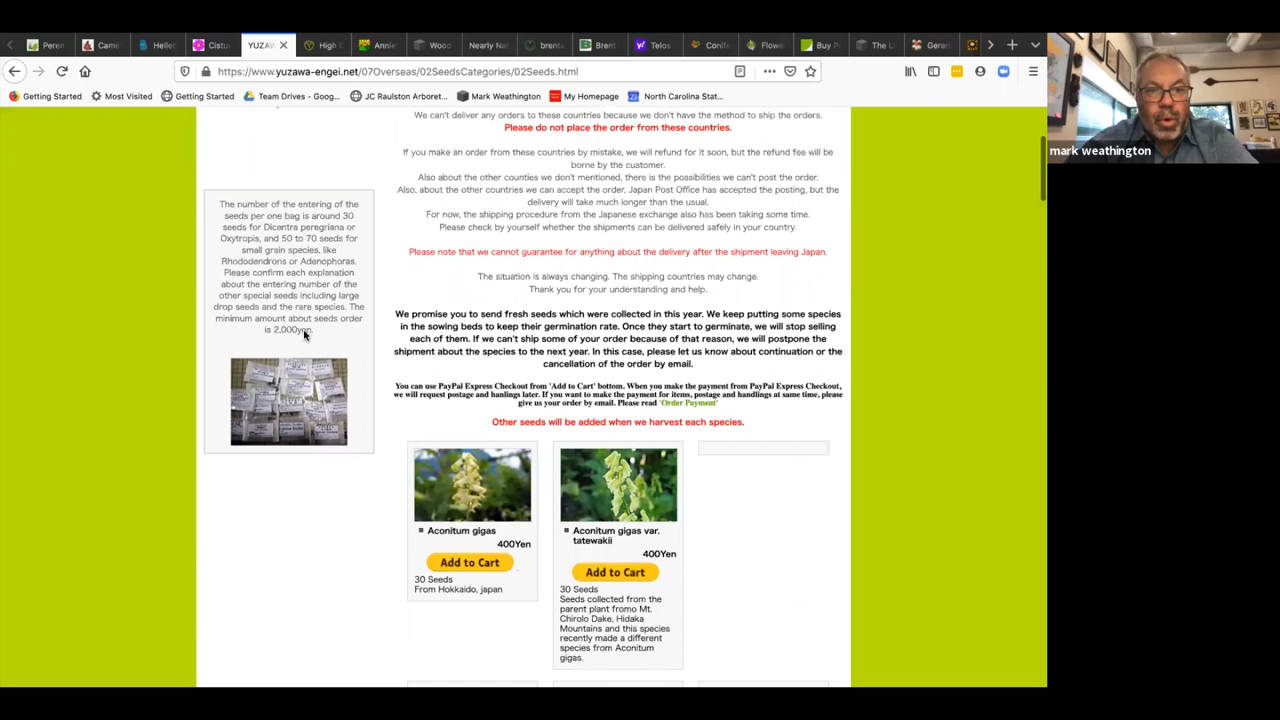 Peren
Came
Hellel
Cistu
YUZAW
High D
Annie
Wood
Nearly Na
brente
Brent
Telos
Conife
Flowe
Buy P
The Li
Geran
https://www.yuzawa-engei.net/07Overseas/02SeedsCategories/02Seeds.html
Getting Started
Most Visited
Getting Started
Team Drives - Goog...
JC Raulston Arboret...
Mark Weathington
My Homepage
North Carolina Stat...
mark weathington
We can't deliver any orders to these countries because we don't have the method to ship the orders.
Please do not place the order from these countries.
If you make an order from these countries by mistake, we will refund for it soon, but the refund fee will be
borne by the customer.
Also about the other counties we don't mentioned, there is the possibilities we can't post the order.
Also, about the other countries we can accept the order, Japan Post Office has accepted the posting, but the
delivery will take much longer than the usual.
For now, the shipping procedure from the Japanese exchange also has been taking some time.
Please check by yourself whether the shipments can be delivered safely in your country.
Please note that we cannot guarantee for anything about the delivery after the shipment leaving Japan.
The situation is always changing. The shipping countries may change.
Thank you for your understanding and help.
The number of the entering of the
seeds per one bag is around 30
seeds for Dicentra peregriana or
Oxytropis, and 50 to 70 seeds for
small grain species, like
Rhododendrons or Adenophoras.
Please confirm each explanation
about the entering number of the
other special seeds including large
drop seeds and the rare species. The
minimum amount about seeds order
is 2,000yen.
We promise you to send fresh seeds which were collected in this year. We keep putting some species
in the sowing beds to keep their germination rate. Once they start to germinate, we will stop selling
each of them. If we can't ship some of your order because of that reason, we will postpone the
shipment about the species to the next year. In this case, please let us know about continuation or the
cancellation of the order by email.
You can use PayPal Express Checkout from 'Add to Cart' bottom. When you make the payment from PayPal Express Checkout,
we will request postage and hanlings later. If you want to make the payment for items, postage and handlings at same time, please
give us your order by email. Please read 'Order Payment'
Other seeds will be added when we harvest each species.
Aconitum gigas
400Yen
Add to Cart
30 Seeds
From Hokkaido, japan
Aconitum gigas var.
tatewakii
400Yen
Add to Cart
30 Seeds
Seeds collected from the
parent plant fromo Mt.
Chirolo Dake, Hidaka
Mountains and this species
recently made a different
species from Aconitum
gigas.